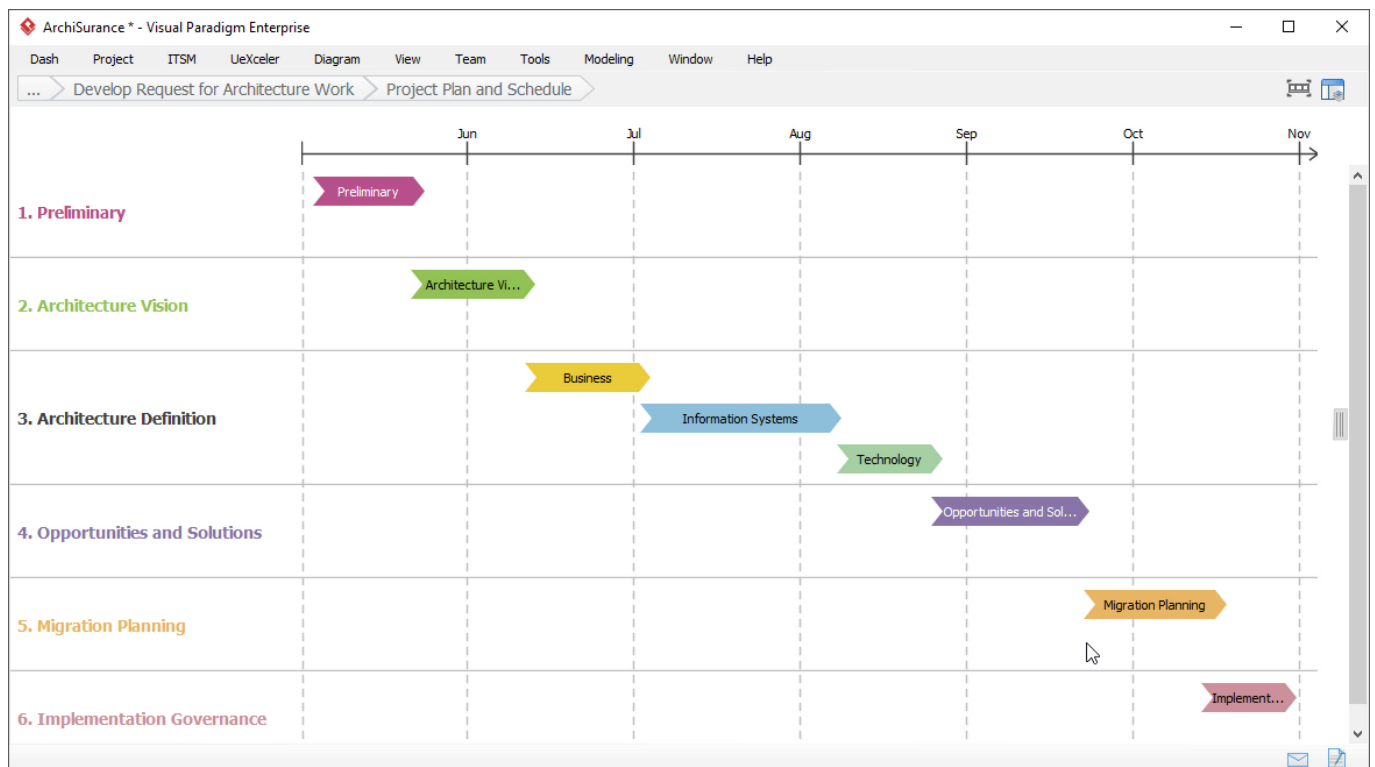 ArchiSurance * - Visual Paradigm Enterprise
Dash Project ITSM UeXceler Diagram View Team Tools Modeling Window Help
... Develop Request for Architecture Work Project Plan and Schedule
Jun Jul Aug Sep Oct Nov
Preliminary
1. Preliminary
Architecture Vi...
2. Architecture Vision
Business
3. Architecture Definition
Information Systems
Technology
Opportunities and Sol...
4. Opportunities and Solutions
Migration Planning
5. Migration Planning
Implement...
6. Implementation Governance